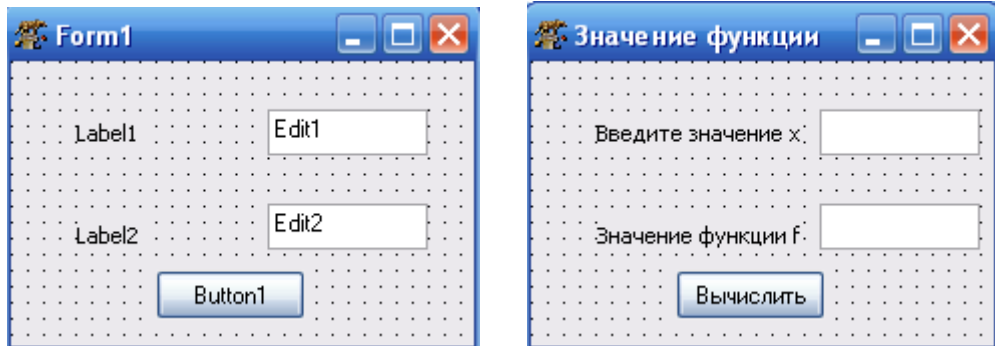 Form1
Label1 Edit1
Label2 Edit2
Button1
Значение функции
Введите значение x
Значение функции f
Вычислить